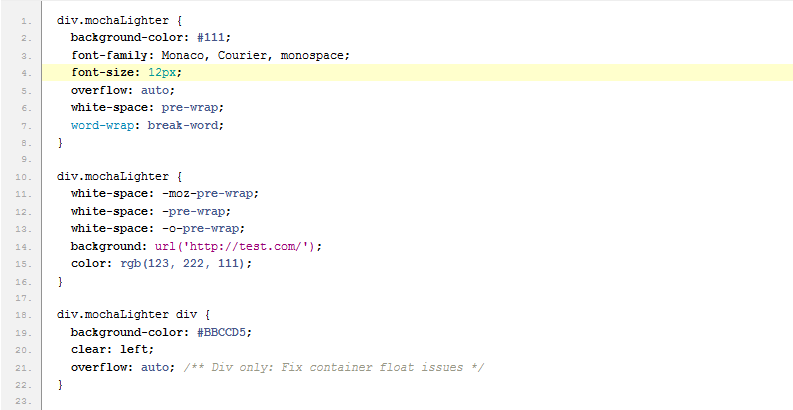 1. div.mochaLighter {
2.   background-color: #111;
3.   font-family: Monaco, Courier, monospace;
4.   font-size: 12px;
5.   overflow: auto;
6.   white-space: pre-wrap;
7.   word-wrap: break-word;
8. }
9.
10. div.mochaLighter {
11.   white-space: -moz-pre-wrap;
12.   white-space: -pre-wrap;
13.   white-space: -o-pre-wrap;
14.   background: url('http://test.com/');
15.   color: rgb(123, 222, 111);
16. }
17.
18. div.mochaLighter div {
19.   background-color: #BBCCD5;
20.   clear: left;
21.   overflow: auto; /** Div only: Fix container float issues */
22. }
23.